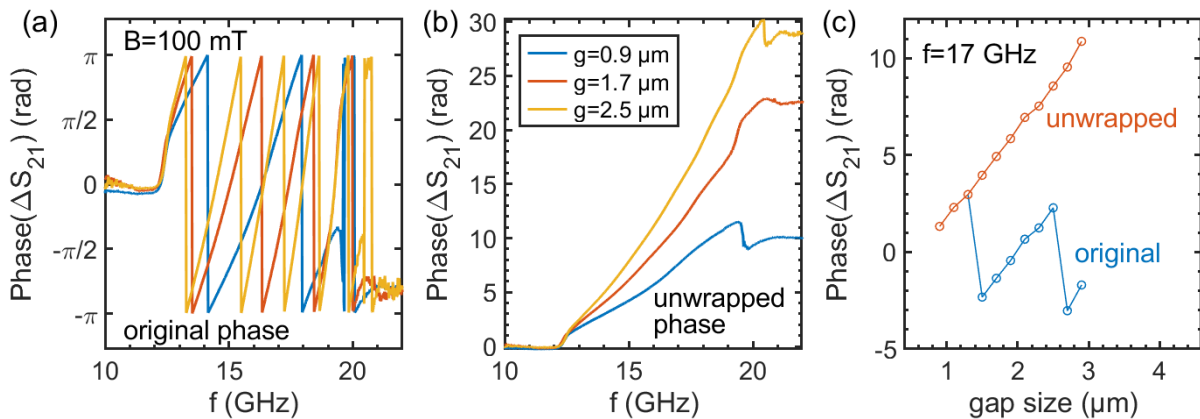 (a)
B=100 mT
Phase(ΔS21) (rad)
π
π/2
0
-π/2
-π
original phase
10
15
20
f (GHz)
(b)
Phase(ΔS21) (rad)
30
25
20
15
10
5
0
g=0.9 μm
g=1.7 μm
g=2.5 μm
unwrapped
phase
10
15
20
f (GHz)
(c)
f=17 GHz
Phase(ΔS21) (rad)
10
5
0
-5
unwrapped
original
0
2
4
gap size (μm)